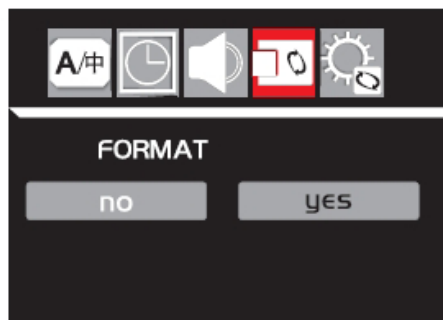 A/中
FORMAT
no yes